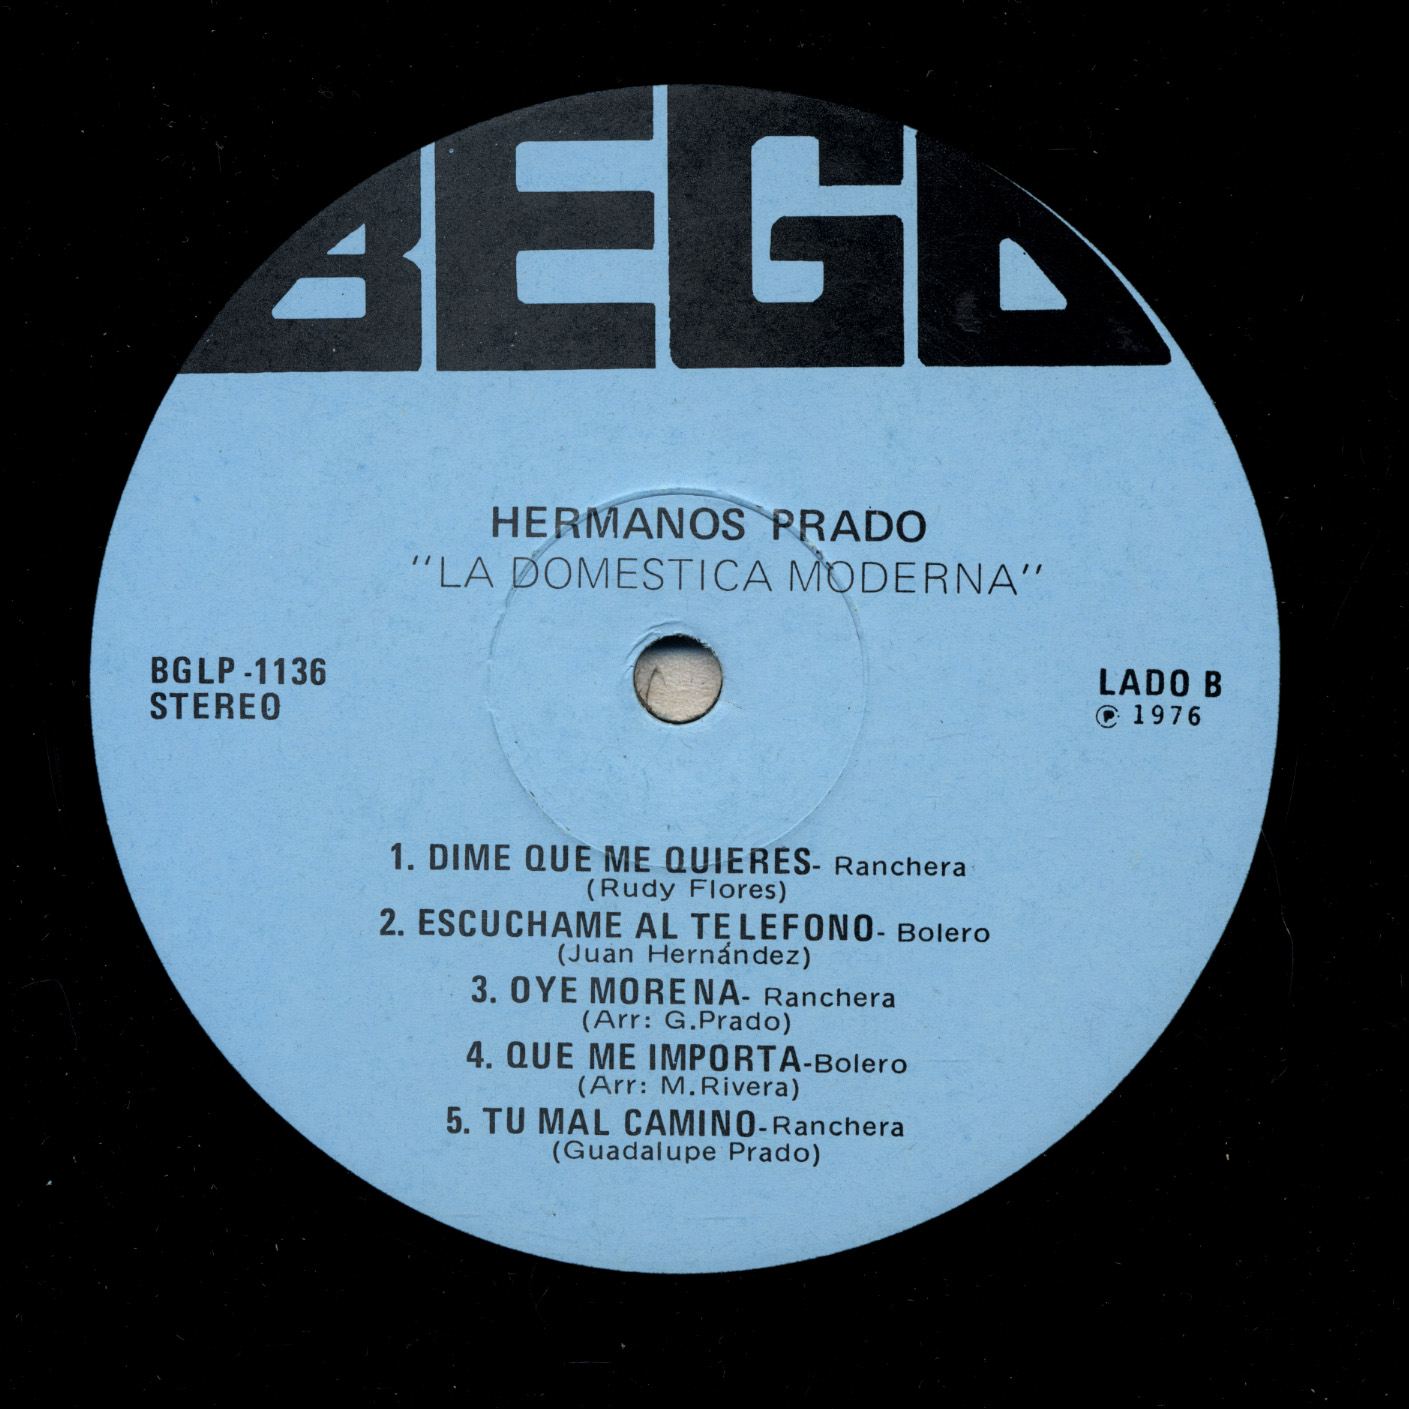 BEGO
HERMANOS PRADO
"LA DOMESTICA MODERNA"
BGLP-1136
STEREO
LADO B
℗ 1976
1. DIME QUE ME QUIERES- Ranchera
(Rudy Flores)
2. ESCUCHAME AL TELEFONO- Bolero
(Juan Hernández)
3. OYE MORENA- Ranchera
(Arr: G.Prado)
4. QUE ME IMPORTA-Bolero
(Arr: M.Rivera)
5. TU MAL CAMINO-Ranchera
(Guadalupe Prado)